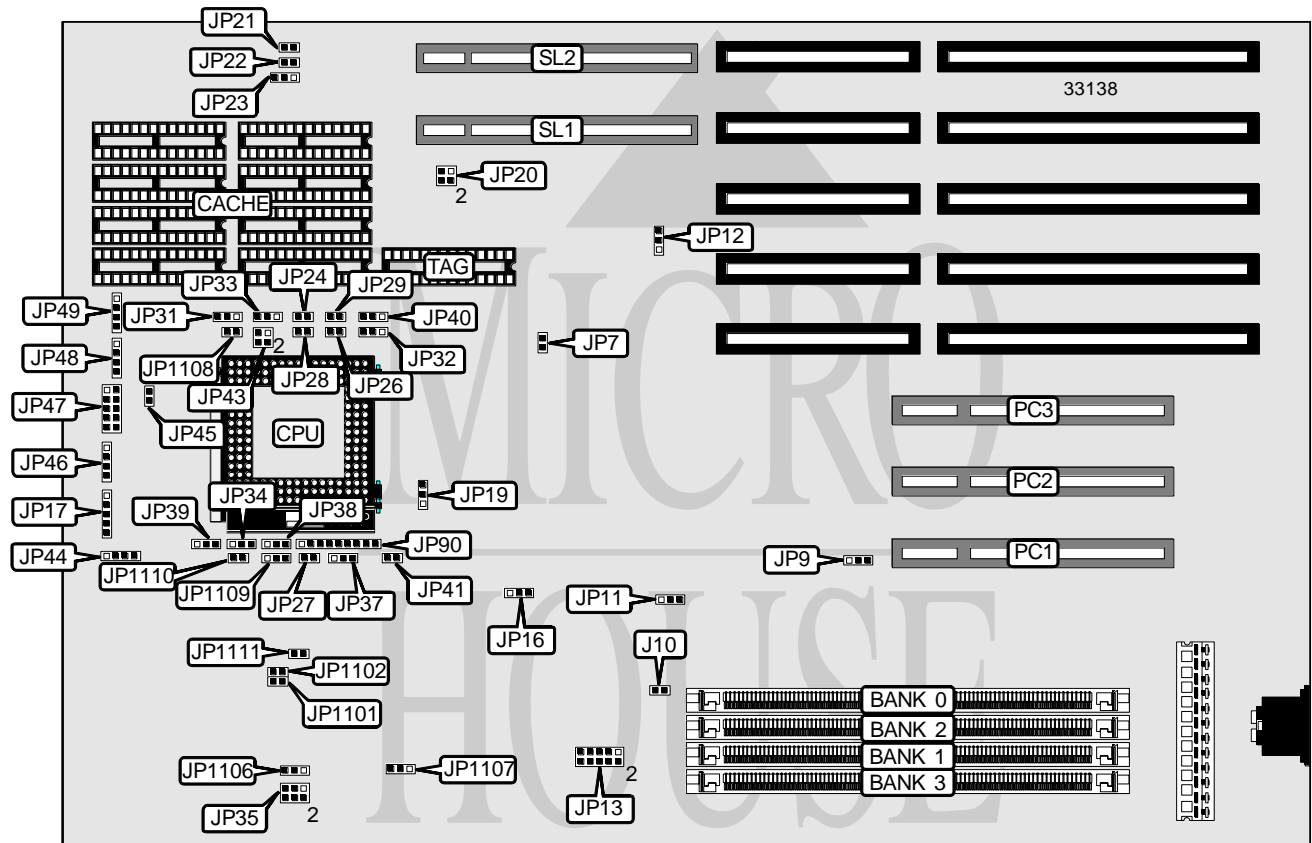 JP21
SL2
JP22
33138
JP23
SL1
JP20
2
CACHE
JP12
TAG
JP33
JP24
JP29
JP49
JP31
JP40
JP7
2
JP48
JP32
JP1108
JP28
JP26
JP43
JP47
PC3
JP45
CPU
JP46
PC2
JP34
JP38
JP19
JP17
JP39
JP90
JP44
PC1
JP9
JP1110
JP41
JP1109
JP27
JP37
JP11
JP16
JP1111
J10
JP1102
BANK 0
JP1101
BANK 2
BANK 1
JP1106
JP1107
2
BANK 3
JP35
2
JP13
MICRO
HOUSE